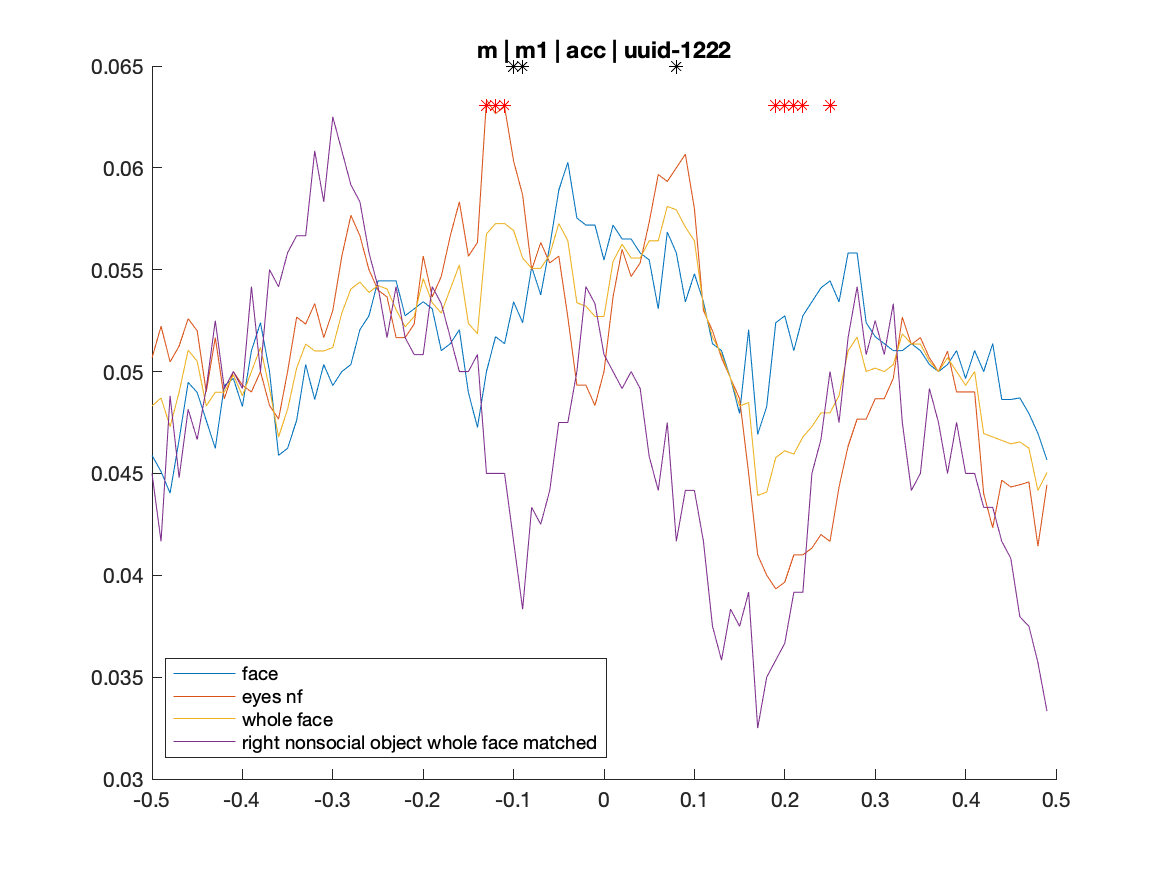 m | m1 | acc | uuid-1222
0.065
0.06
0.055
0.05
0.045
0.04
0.035
0.03
face
eyes nf
whole face
right nonsocial object whole face matched
-0.5 -0.4 -0.3 -0.2 -0.1 0 0.1 0.2 0.3 0.4 0.5